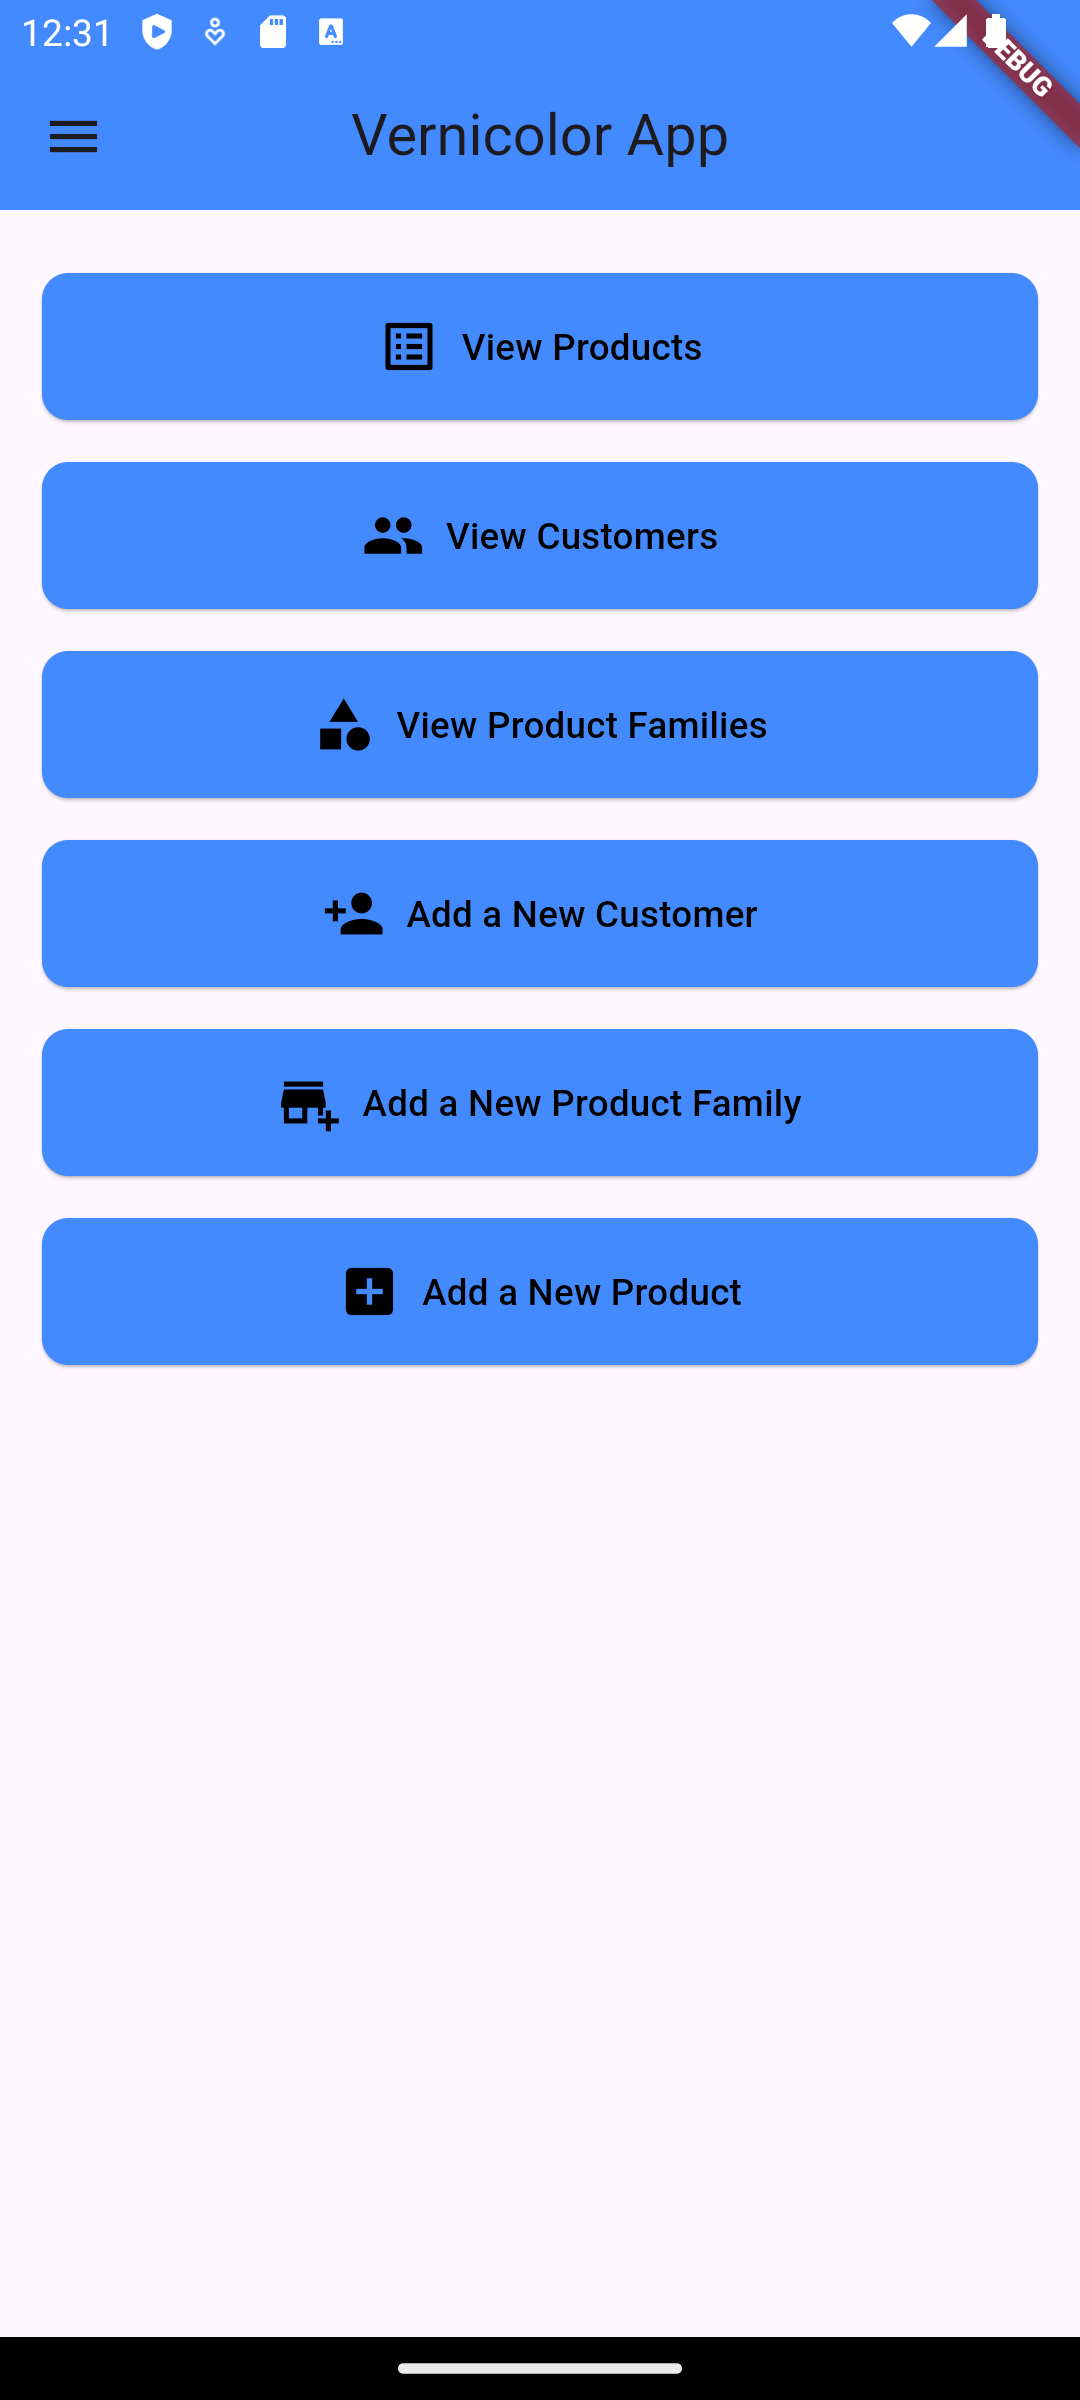 12:31
EBUG
Vernicolor App
View Products
View Customers
View Product Families
Add a New Customer
Add a New Product Family
Add a New Product